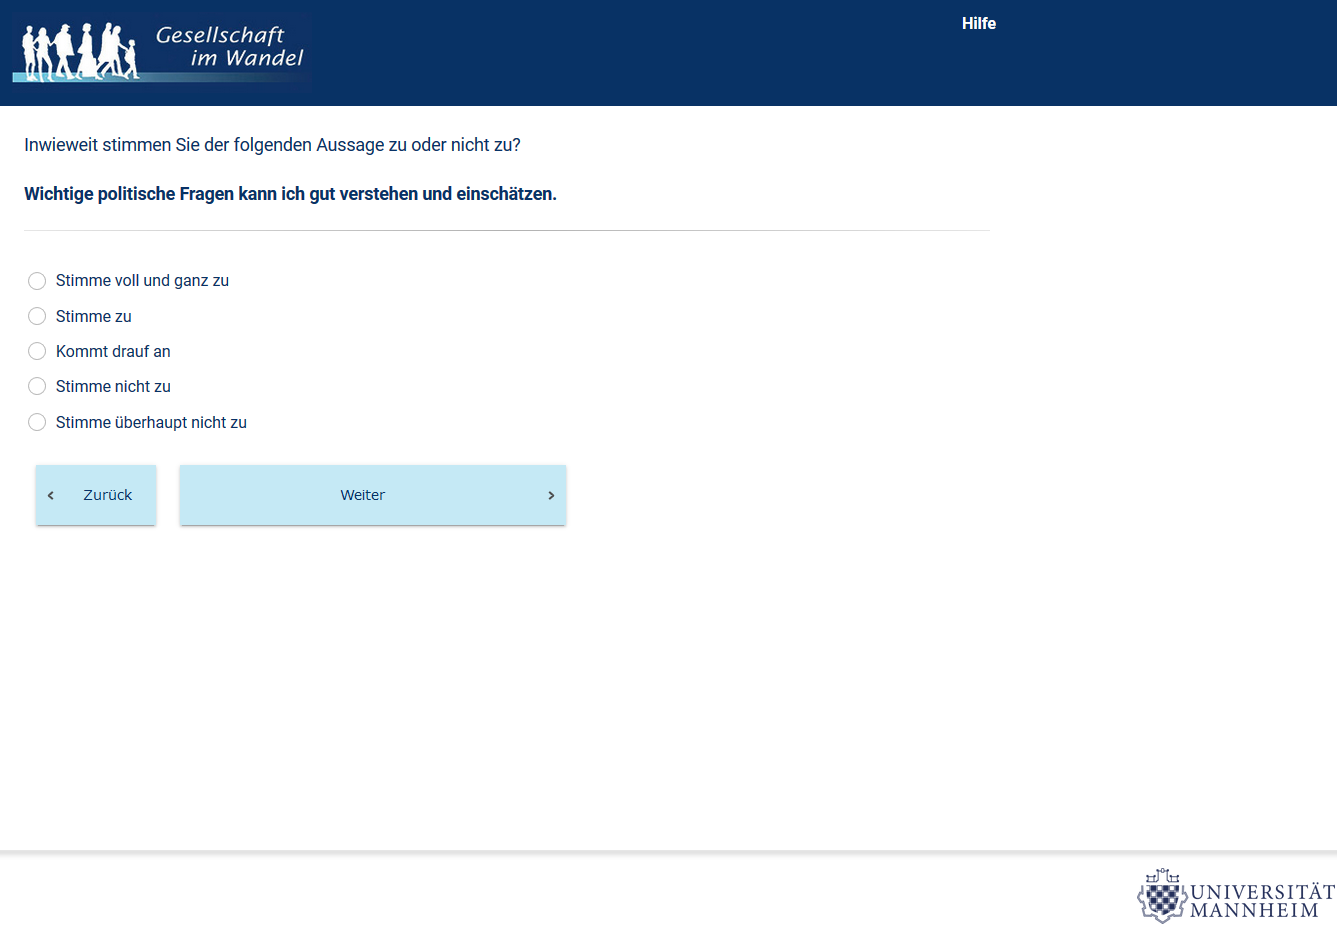 Gesellschaft
im Wandel
Hilfe
Inwieweit stimmen Sie der folgenden Aussage zu oder nicht zu?
Wichtige politische Fragen kann ich gut verstehen und einschätzen.
Stimme voll und ganz zu
Stimme zu
Kommt drauf an
Stimme nicht zu
Stimme überhaupt nicht zu
Zurück
Weiter
UNIVERSITÄT
MANNHEIM